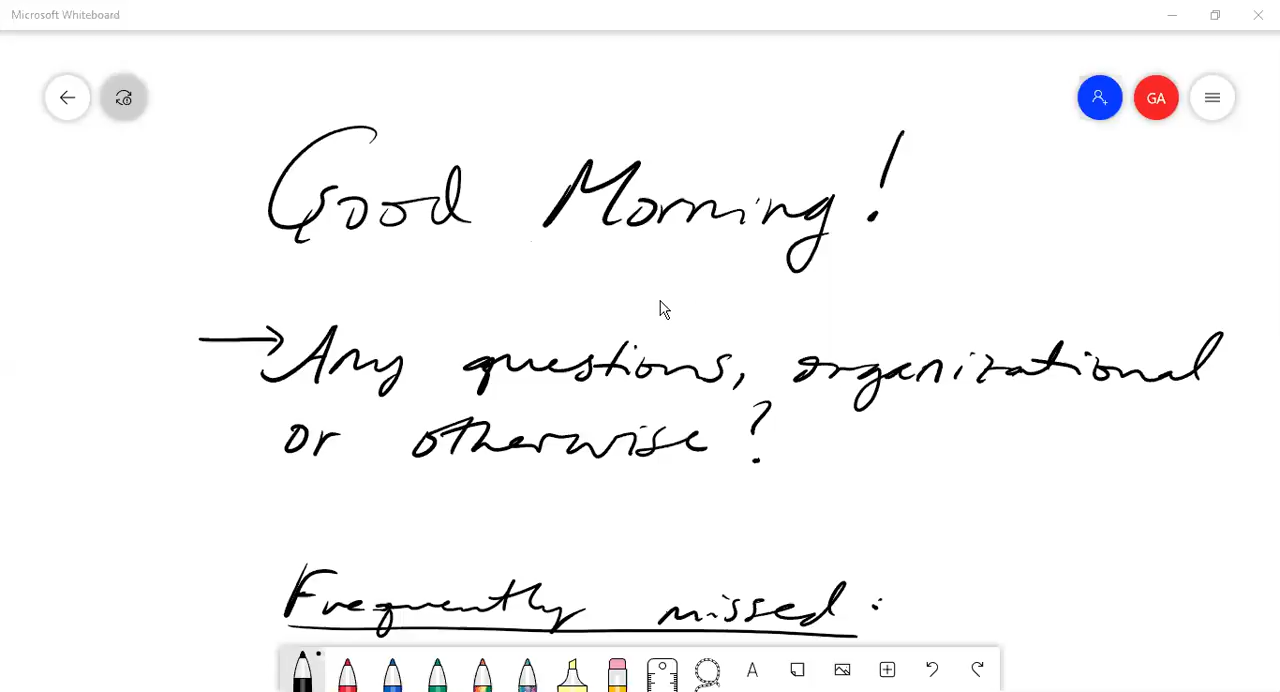 Microsoft Whiteboard
GA
Good Morning!
→ Any questions, organizational
or otherwise?
Frequently missed:
A